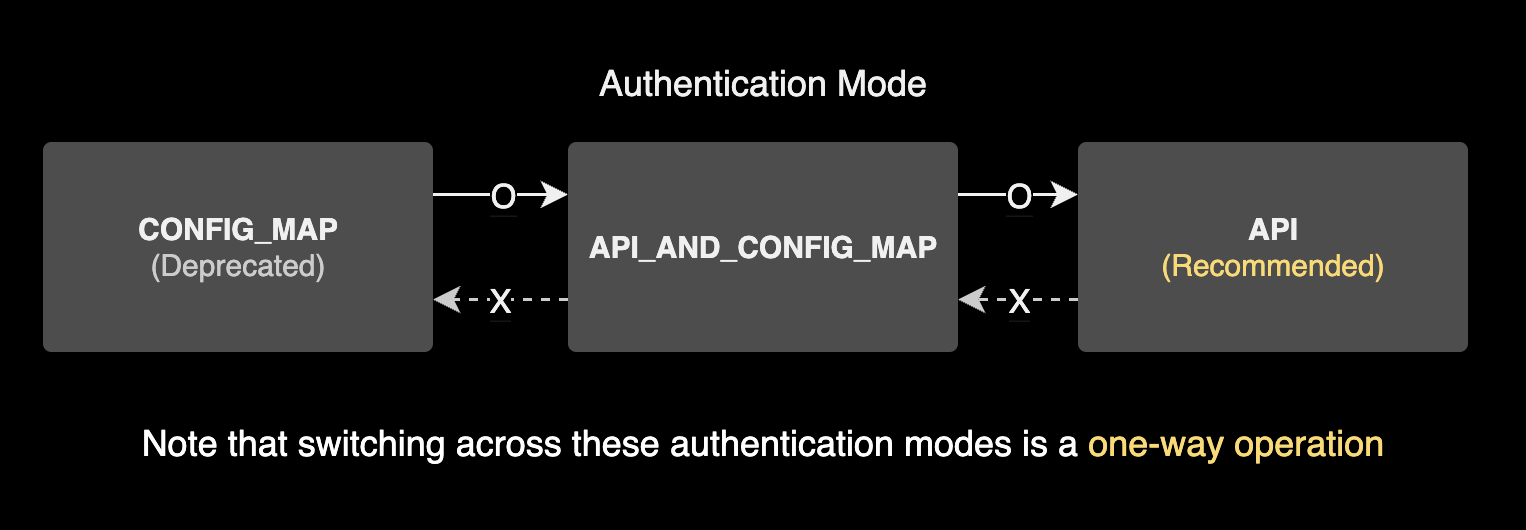 Authentication Mode
CONFIG_MAP
(Deprecated)
O
X
API_AND_CONFIG_MAP
O
X
API
(Recommended)
Note that switching across these authentication modes is a one-way operation